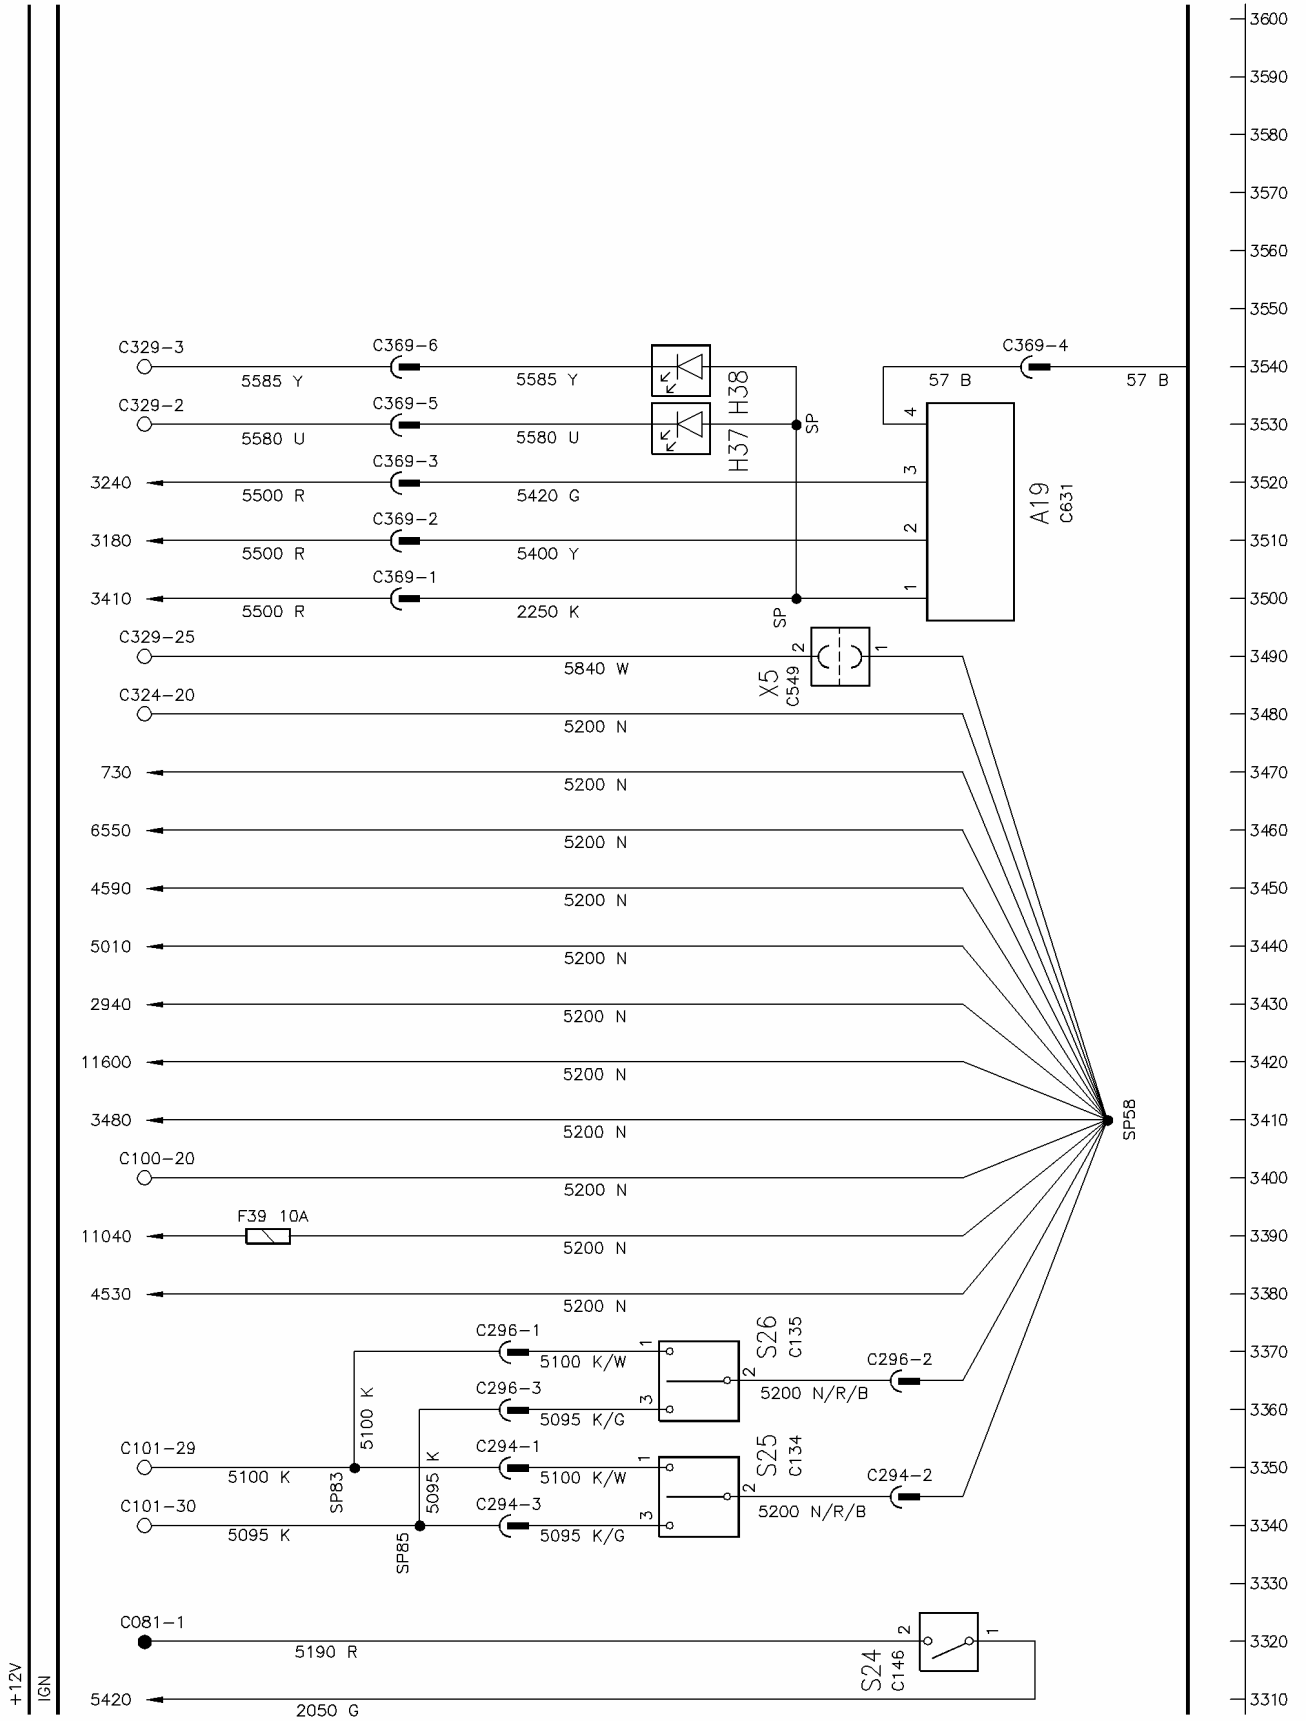 3600
3590
3580
3570
3560
3550
C329-3 C369-6 C369-4 3540
5585 Y 5585 Y H38 57 B 57 B
C329-2 C369-5 4 3530
5580 U 5580 U H37 SP
3240 C369-3 3 3520
5500 R 5420 G A19 C631
3180 C369-2 2 3510
5500 R 5400 Y
3410 C369-1 1 3500
5500 R 2250 K SP
C329-25 2 1 3490
5840 W X5 C549
C324-20 3480
5200 N
730 3470
5200 N
6550 3460
5200 N
4590 3450
5200 N
5010 3440
5200 N
2940 3430
5200 N
11600 3420
5200 N
3480 SP58 3410
5200 N
C100-20 3400
5200 N
F39 10A
11040 3390
5200 N
4530 3380
5200 N
C296-1 1 S26 C135 3370
5100 K/W C296-2
5100 K C296-3 3 2 5200 N/R/B 3360
5095 K/G
C101-29 C294-1 1 S25 C134 3350
5100 K SP83 5095 K 5100 K/W C294-2
C101-30 C294-3 3 2 5200 N/R/B 3340
5095 K SP85 5095 K/G
3330
C081-1 2 1 3320
5190 R S24 C146
5420 3310
2050 G
+12V
IGN